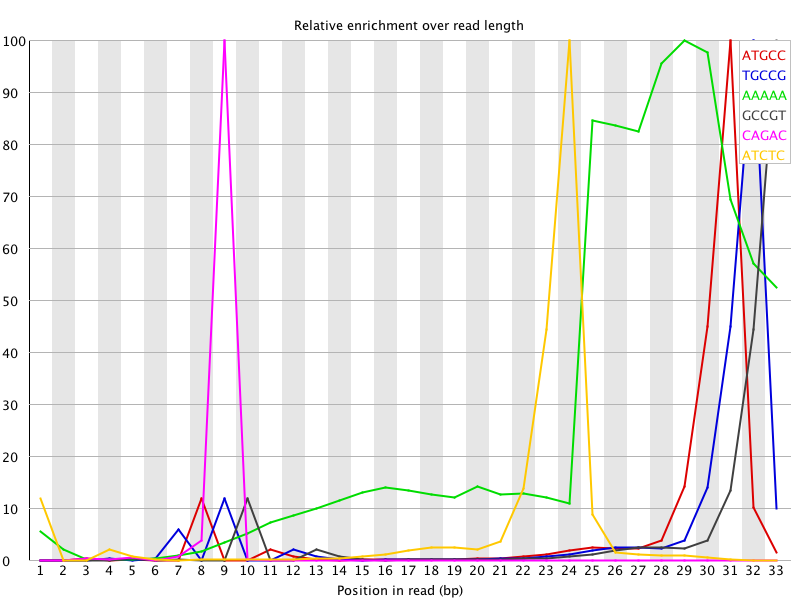 Relative enrichment over read length
100
90
80
70
60
50
40
30
20
10
0
ATGCC
TGCCG
AAAAA
GCCGT
CAGAC
ATCTC
1 2 3 4 5 6 7 8 9 10 11 12 13 14 15 16 17 18 19 20 21 22 23 24 25 26 27 28 29 30 31 32 33
Position in read (bp)